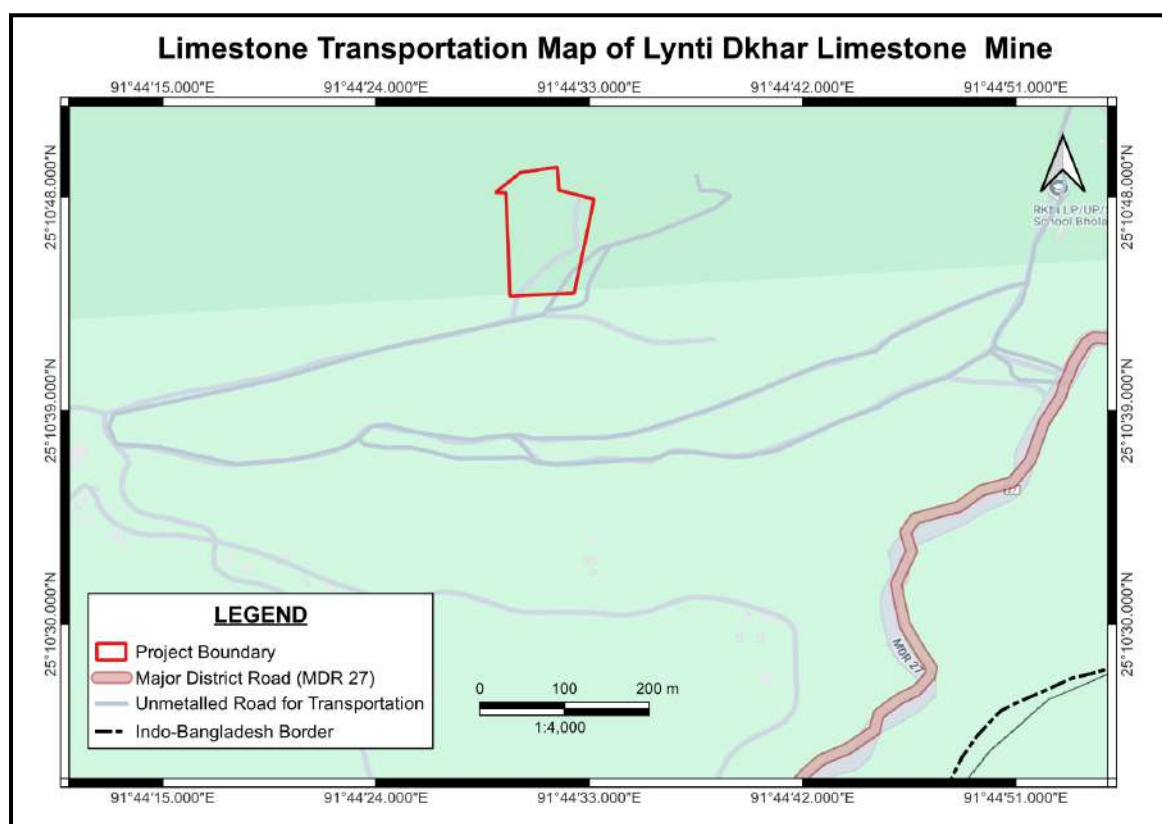 Limestone Transportation Map of Lynti Dkhar Limestone Mine
91°44'15.000"E 91°44'24.000"E 91°44'33.000"E 91°44'42.000"E 91°44'51.000"E
25°10'48.000"N 25°10'48.000"N
RKM LP/UP/S
School Bhola
25°10'39.000"N 25°10'39.000"N
25°10'30.000"N 25°10'30.000"N
MDR 27
LEGEND
Project Boundary
Major District Road (MDR 27)
Unmetalled Road for Transportation
Indo-Bangladesh Border
0 100 200 m
1:4,000
91°44'15.000"E 91°44'24.000"E 91°44'33.000"E 91°44'42.000"E 91°44'51.000"E